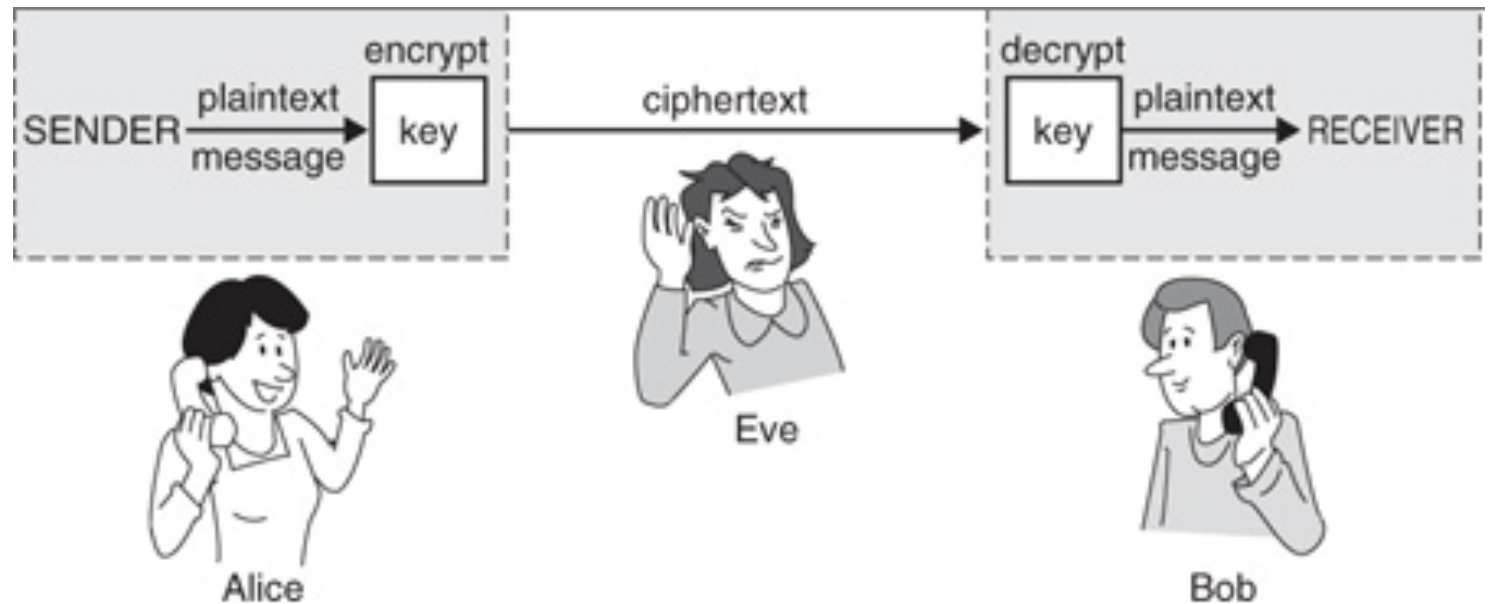 encrypt
decrypt
SENDER
plaintext
message
key
ciphertext
key
plaintext
message
RECEIVER
Eve
Alice
Bob